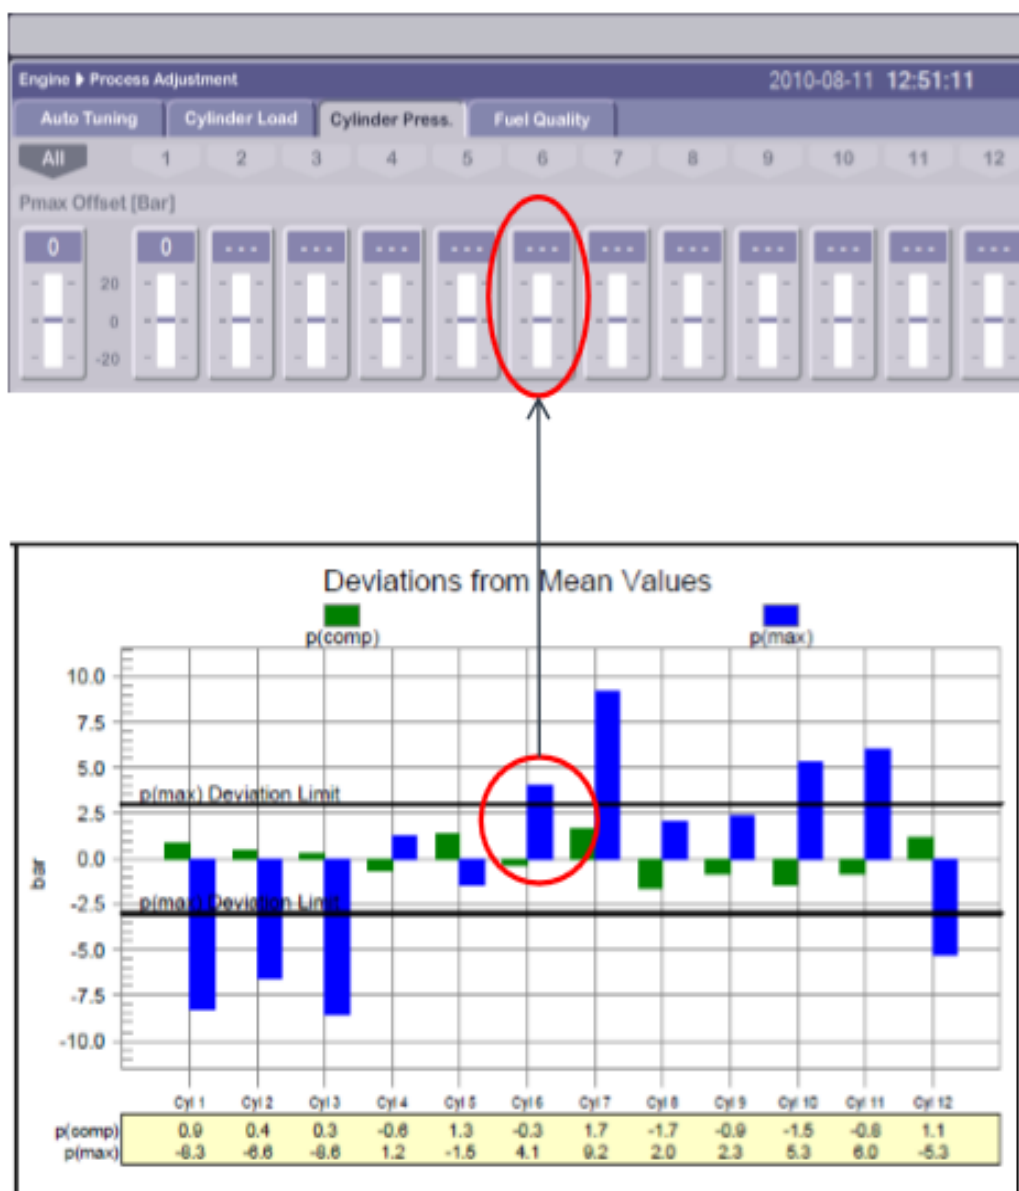 Engine ▶ Process Adjustment 2010-08-11 12:51:11
Auto Tuning Cylinder Load Cylinder Press. Fuel Quality
All 1 2 3 4 5 6 7 8 9 10 11 12
Pmax Offset [Bar]
0 0 --- --- --- --- --- --- --- --- --- --- ---
20
0
-20
Deviations from Mean Values
p(comp) p(max)
10.0
7.5
5.0
p(max) Deviation Limit
2.5
0.0
bar
-2.5
p(max) Deviation Limit
-5.0
-7.5
-10.0
Cyl 1 Cyl 2 Cyl 3 Cyl 4 Cyl 5 Cyl 6 Cyl 7 Cyl 8 Cyl 9 Cyl 10 Cyl 11 Cyl 12
p(comp) 0.9 0.4 0.3 -0.6 1.3 -0.3 1.7 -1.7 -0.9 -1.5 -0.8 1.1
p(max) -8.3 -6.6 -8.6 1.2 -1.5 4.1 9.2 2.0 2.3 5.3 6.0 -5.3